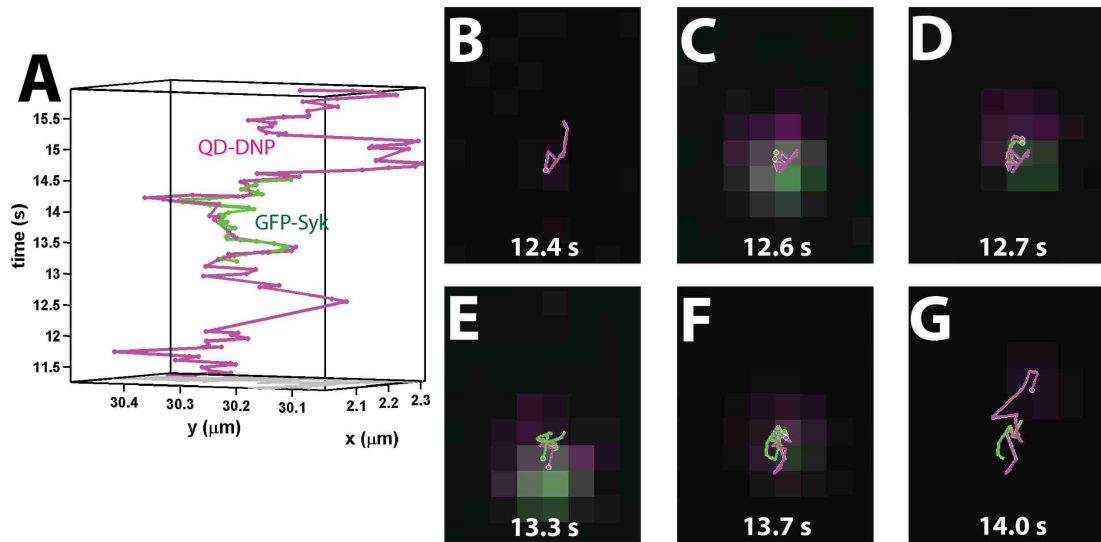 A
QD-DNP
GFP-Syk
time (s)
15.5
15
14.5
14
13.5
13
12.5
12
11.5
30.4
30.3
30.2
30.1
2.1
2.2
2.3
y (μm)
x (μm)
B
12.4 s
C
12.6 s
D
12.7 s
E
13.3 s
F
13.7 s
G
14.0 s